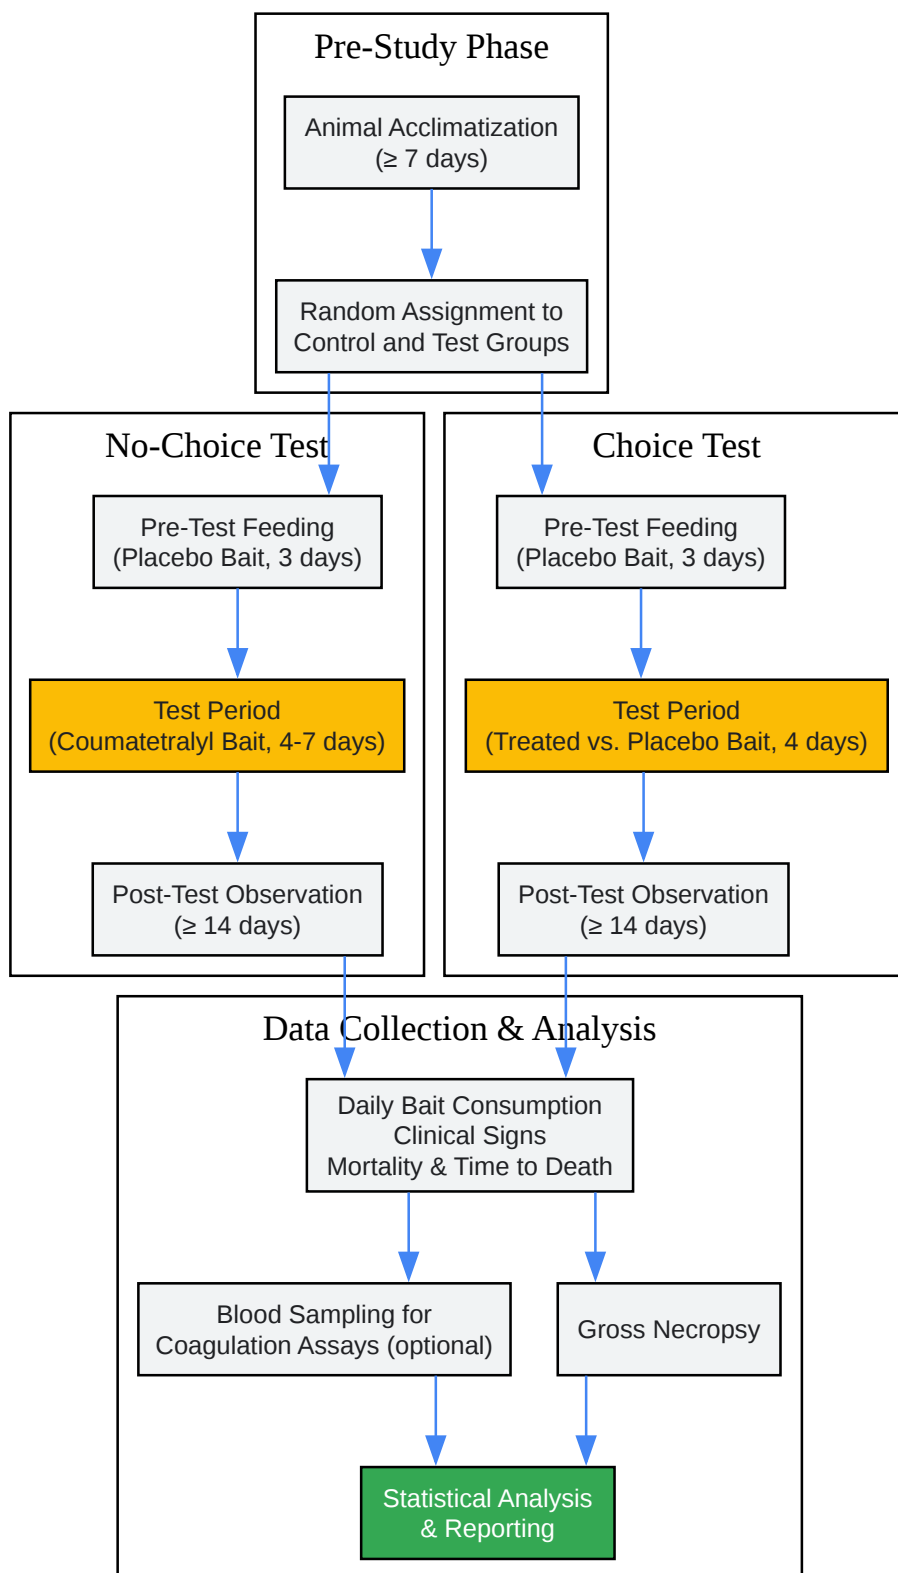 Pre-Study Phase
Animal Acclimatization
(≥ 7 days)
Random Assignment to
Control and Test Groups
No-Choice Test
Pre-Test Feeding
(Placebo Bait, 3 days)
Test Period
(Coumatetralyl Bait, 4-7 days)
Post-Test Observation
(≥ 14 days)
Choice Test
Pre-Test Feeding
(Placebo Bait, 3 days)
Test Period
(Treated vs. Placebo Bait, 4 days)
Post-Test Observation
(≥ 14 days)
Data Collection & Analysis
Daily Bait Consumption
Clinical Signs
Mortality & Time to Death
Blood Sampling for
Coagulation Assays (optional)
Gross Necropsy
Statistical Analysis
& Reporting